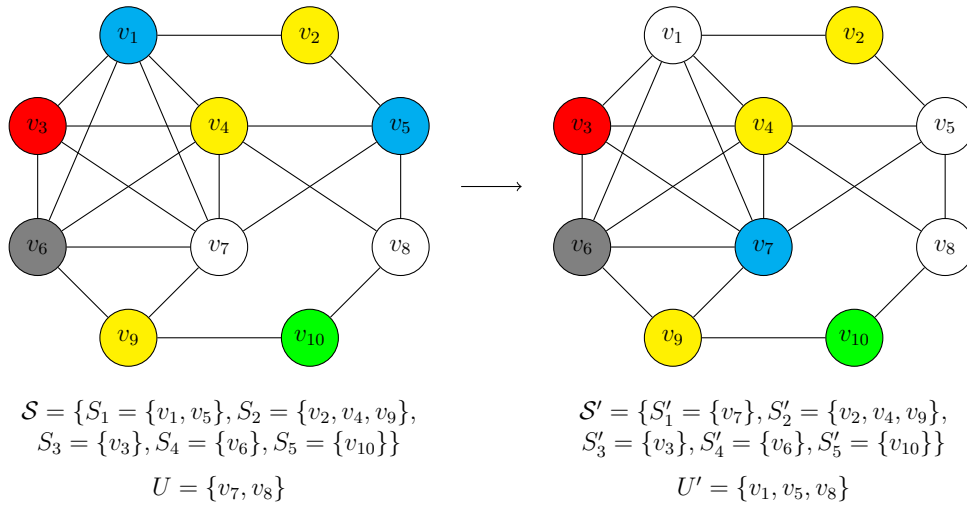 v₁ v₂ v₁ v₂
v₃ v₄ v₅ v₃ v₄ v₅
v₆ v₇ v₈ v₆ v₇ v₈
v₉ v₁₀ v₉ v₁₀
𝒮 = {S₁ = {v₁, v₅}, S₂ = {v₂, v₄, v₉},
S₃ = {v₃}, S₄ = {v₆}, S₅ = {v₁₀}}
U = {v₇, v₈}
𝒮′ = {S′₁ = {v₇}, S′₂ = {v₂, v₄, v₉},
S′₃ = {v₃}, S′₄ = {v₆}, S′₅ = {v₁₀}}
U′ = {v₁, v₅, v₈}